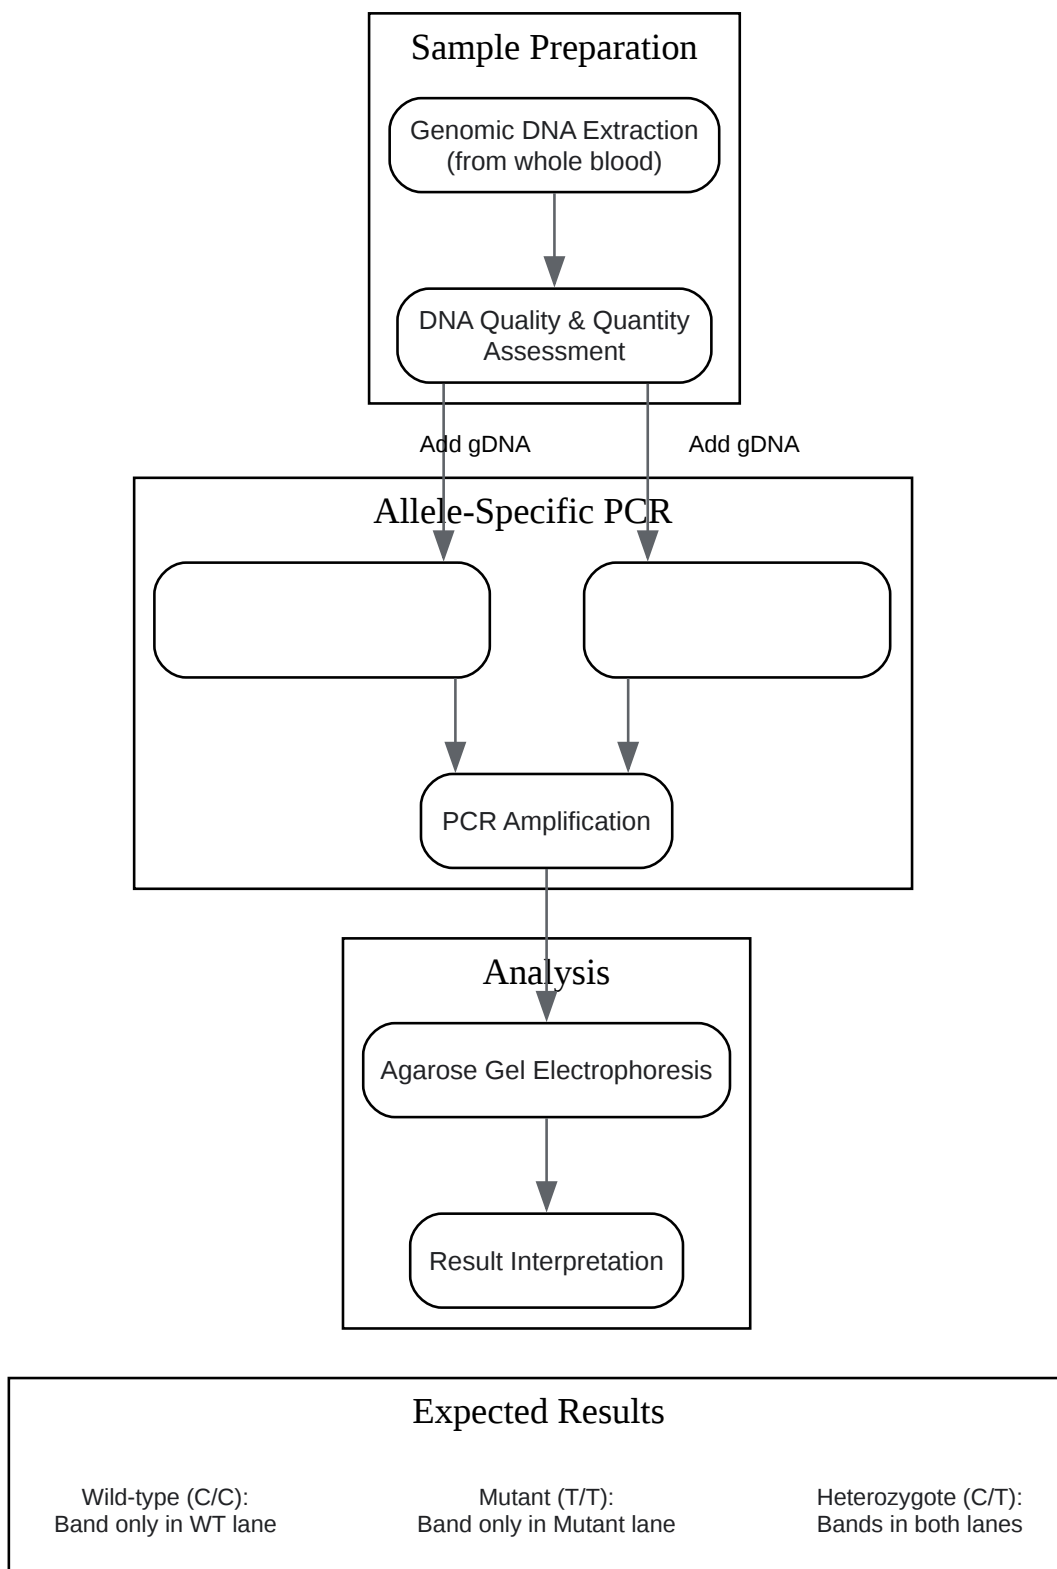 Sample Preparation
Genomic DNA Extraction
(from whole blood)
DNA Quality & Quantity
Assessment
Add gDNA
Add gDNA
Allele-Specific PCR
PCR Amplification
Analysis
Agarose Gel Electrophoresis
Result Interpretation
Expected Results
Wild-type (C/C):
Band only in WT lane
Mutant (T/T):
Band only in Mutant lane
Heterozygote (C/T):
Bands in both lanes